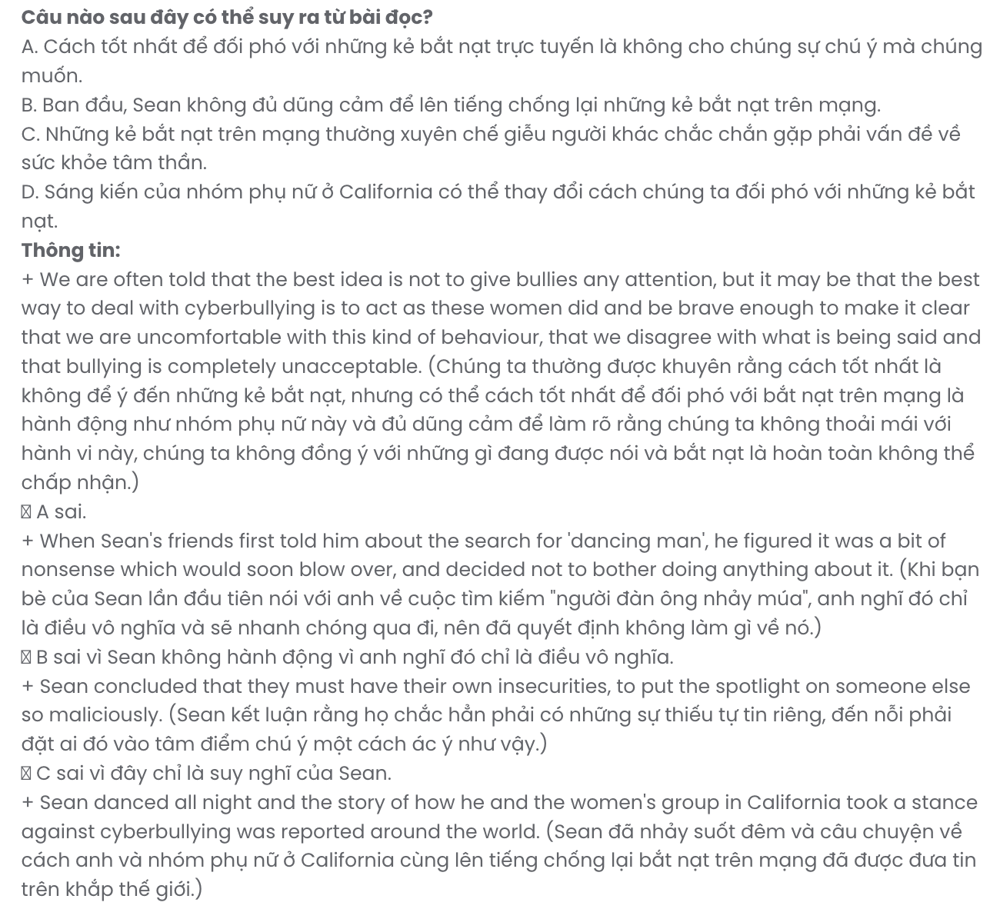 Câu nào sau đây có thể suy ra từ bài đọc?
A. Cách tốt nhất để đối phó với những kẻ bắt nạt trực tuyến là không cho chúng sự chú ý mà chúng
muốn.
B. Ban đầu, Sean không đủ dũng cảm để lên tiếng chống lại những kẻ bắt nạt trên mạng.
C. Những kẻ bắt nạt trên mạng thường xuyên chế giễu người khác chắc chắn gặp phải vấn đề về
sức khỏe tâm thần.
D. Sáng kiến của nhóm phụ nữ ở California có thể thay đổi cách chúng ta đối phó với những kẻ bắt
nạt.
Thông tin:
+ We are often told that the best idea is not to give bullies any attention, but it may be that the best
way to deal with cyberbullying is to act as these women did and be brave enough to make it clear
that we are uncomfortable with this kind of behaviour, that we disagree with what is being said and
that bullying is completely unacceptable. (Chúng ta thường được khuyên rằng cách tốt nhất là
không để ý đến những kẻ bắt nạt, nhưng có thể cách tốt nhất để đối phó với bắt nạt trên mạng là
hành động như nhóm phụ nữ này và đủ dũng cảm để làm rõ rằng chúng ta không thoải mái với
hành vi này, chúng ta không đồng ý với những gì đang được nói và bắt nạt là hoàn toàn không thể
chấp nhận.)
 A sai.
+ When Sean's friends first told him about the search for 'dancing man', he figured it was a bit of
nonsense which would soon blow over, and decided not to bother doing anything about it. (Khi bạn
bè của Sean lần đầu tiên nói với anh về cuộc tìm kiếm "người đàn ông nhảy múa", anh nghĩ đó chỉ
là điều vô nghĩa và sẽ nhanh chóng qua đi, nên đã quyết định không làm gì về nó.)
 B sai vì Sean không hành động vì anh nghĩ đó chỉ là điều vô nghĩa.
+ Sean concluded that they must have their own insecurities, to put the spotlight on someone else
so maliciously. (Sean kết luận rằng họ chắc hẳn phải có những sự thiếu tự tin riêng, đến nỗi phải
đặt ai đó vào tâm điểm chú ý một cách ác ý như vậy.)
 C sai vì đây chỉ là suy nghĩ của Sean.
+ Sean danced all night and the story of how he and the women's group in California took a stance
against cyberbullying was reported around the world. (Sean đã nhảy suốt đêm và câu chuyện về
cách anh và nhóm phụ nữ ở California cùng lên tiếng chống lại bắt nạt trên mạng đã được đưa tin
trên khắp thế giới.)